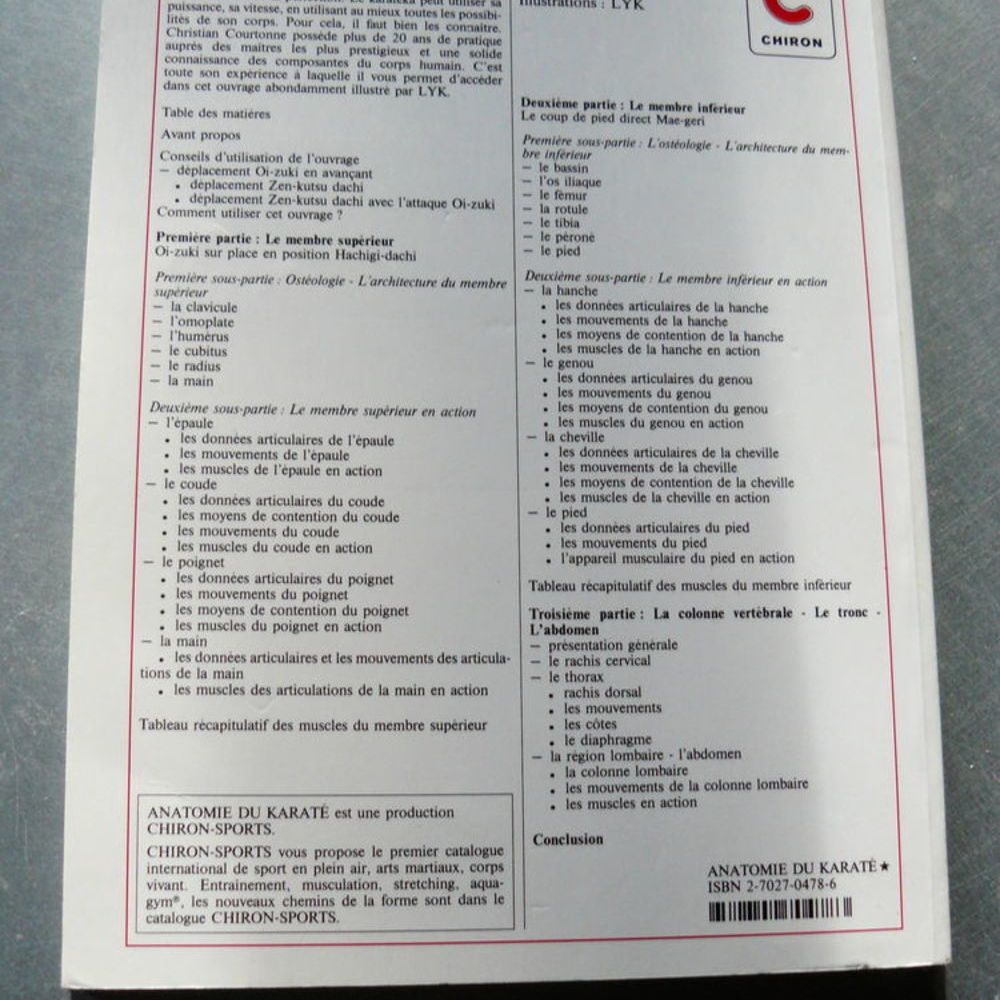 puissance, sa vitesse, en utilisant au mieux toutes les possibi-
lités de son corps. Pour cela, il faut bien les connaître.
Christian Courtonne possède plus de 20 ans de pratique
auprès des maîtres les plus prestigieux et une solide
connaissance des composantes du corps humain. C'est
toute son expérience à laquelle il vous permet d'accéder
dans cet ouvrage abondamment illustré par LYK.
Table des matières
Avant propos
Conseils d'utilisation de l'ouvrage
— déplacement Oi-zuki en avançant
• déplacement Zen-kutsu dachi
• déplacement Zen-kutsu dachi avec l'attaque Oi-zuki
Comment utiliser cet ouvrage ?
Première partie : Le membre supérieur
Oi-zuki sur place en position Hachigi-dachi
Première sous-partie : Ostéologie - L'architecture du membre
supérieur
— la clavicule
— l'omoplate
— l'humérus
— le cubitus
— le radius
— la main
Deuxième sous-partie : Le membre supérieur en action
— l'épaule
• les données articulaires de l'épaule
• les mouvements de l'épaule
• les muscles de l'épaule en action
— le coude
• les données articulaires du coude
• les moyens de contention du coude
• les mouvements du coude
• les muscles du coude en action
— le poignet
• les données articulaires du poignet
• les mouvements du poignet
• les moyens de contention du poignet
• les muscles du poignet en action
— la main
• les données articulaires et les mouvements des articula-
tions de la main
• les muscles des articulations de la main en action
Tableau récapitulatif des muscles du membre supérieur
ANATOMIE DU KARATÉ est une production
CHIRON-SPORTS.
CHIRON-SPORTS vous propose le premier catalogue
international de sport en plein air, arts martiaux, corps
vivant. Entrainement, musculation, stretching, aqua-
gym®, les nouveaux chemins de la forme sont dans le
catalogue CHIRON-SPORTS.
Illustrations : LYK
CHIRON
Deuxième partie : Le membre inférieur
Le coup de pied direct Mae-geri
Première sous-partie : L'ostéologie - L'architecture du mem-
bre inférieur
— le bassin
— l'os iliaque
— le fémur
— la rotule
— le tibia
— le péroné
— le pied
Deuxième sous-partie : Le membre inférieur en action
— la hanche
• les données articulaires de la hanche
• les mouvements de la hanche
• les moyens de contention de la hanche
• les muscles de la hanche en action
— le genou
• les données articulaires du genou
• les mouvements du genou
• les moyens de contention du genou
• les muscles du genou en action
— la cheville
• les données articulaires de la cheville
• les mouvements de la cheville
• les moyens de contention de la cheville
• les muscles de la cheville en action
— le pied
• les données articulaires du pied
• les mouvements du pied
• l'appareil musculaire du pied en action
Tableau récapitulatif des muscles du membre inférieur
Troisième partie : La colonne vertébrale - Le tronc -
L'abdomen
— présentation générale
— le rachis cervical
— le thorax
• rachis dorsal
• les mouvements
• les côtes
• le diaphragme
— la région lombaire - l'abdomen
• la colonne lombaire
• les mouvements de la colonne lombaire
• les muscles en action
Conclusion
ANATOMIE DU KARATÉ★
ISBN 2-7027-0478-6